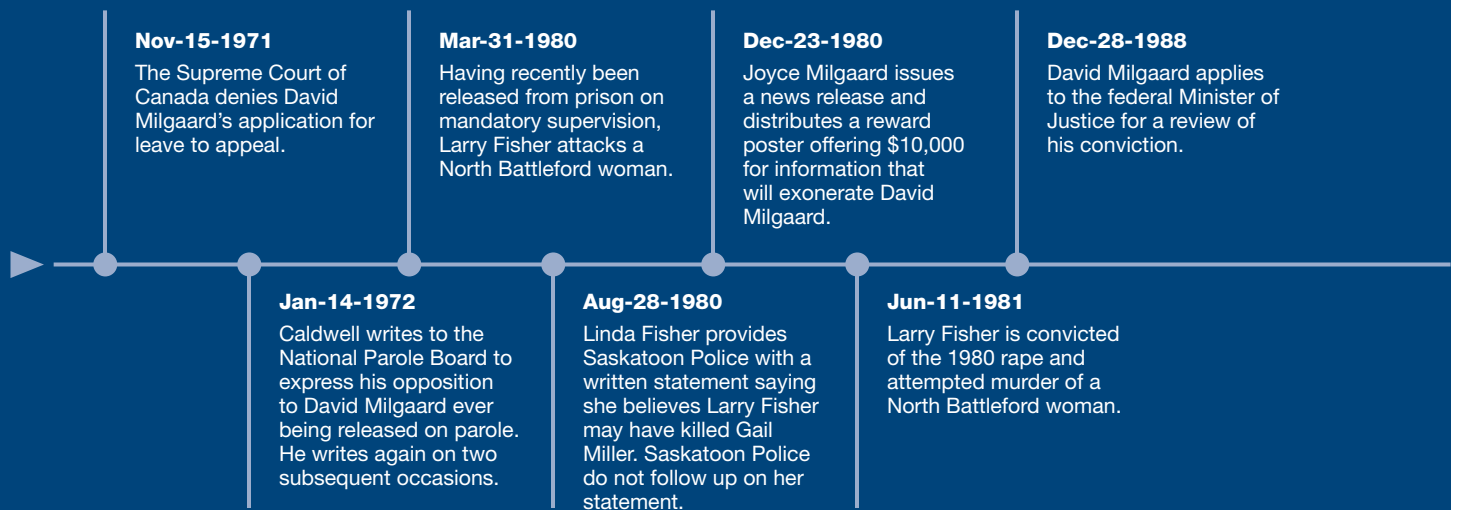 Nov-15-1971
The Supreme Court of
Canada denies David
Milgaard’s application for
leave to appeal.
Mar-31-1980
Having recently been
released from prison on
mandatory supervision,
Larry Fisher attacks a
North Battleford woman.
Dec-23-1980
Joyce Milgaard issues
a news release and
distributes a reward
poster offering $10,000
for information that
will exonerate David
Milgaard.
Dec-28-1988
David Milgaard applies
to the federal Minister of
Justice for a review of
his conviction.
Jan-14-1972
Caldwell writes to the
National Parole Board to
express his opposition
to David Milgaard ever
being released on parole.
He writes again on two
subsequent occasions.
Aug-28-1980
Linda Fisher provides
Saskatoon Police with a
written statement saying
she believes Larry Fisher
may have killed Gail
Miller. Saskatoon Police
do not follow up on her
statement.
Jun-11-1981
Larry Fisher is convicted
of the 1980 rape and
attempted murder of a
North Battleford woman.